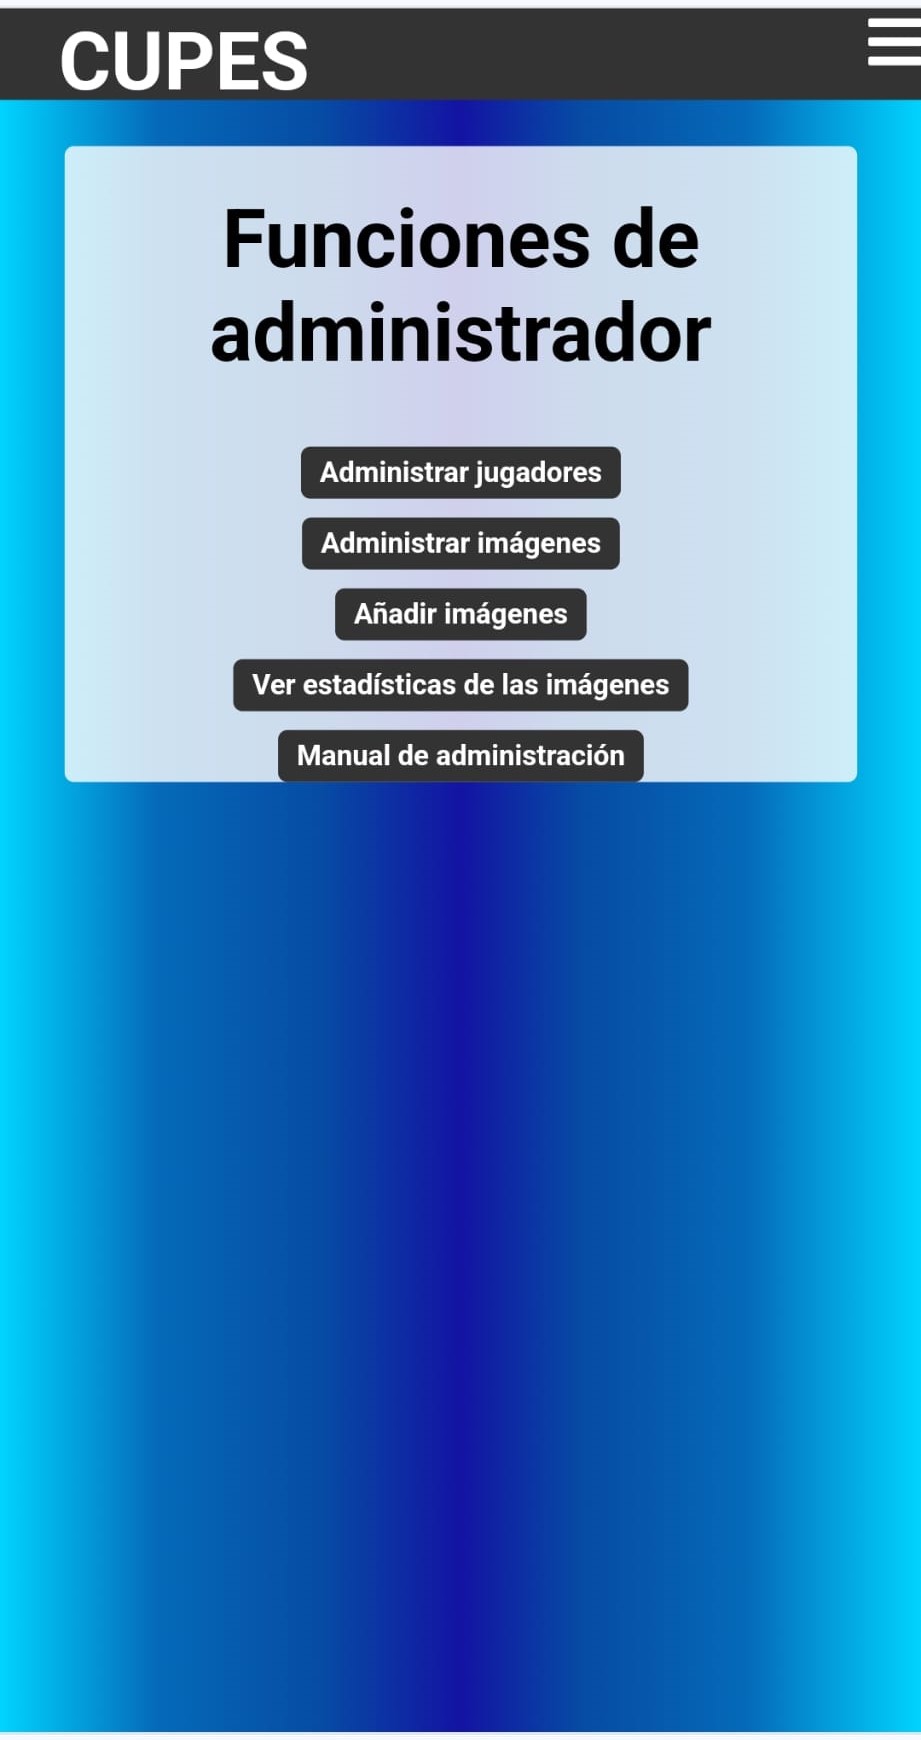 CUPES
Funciones de
administrador
Administrar jugadores
Administrar imágenes
Añadir imágenes
Ver estadísticas de las imágenes
Manual de administración